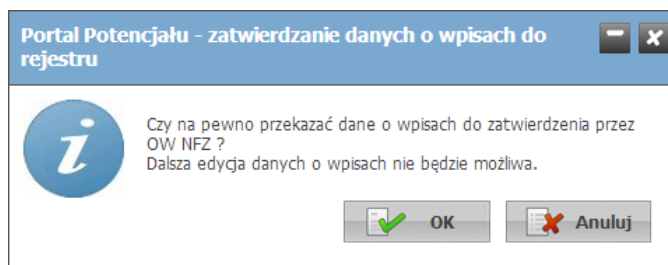 Portal Potencjału - zatwierdzanie danych o wpisach do
rejestru
Czy na pewno przekazać dane o wpisach do zatwierdzenia przez
OW NFZ ?
Dalsza edycja danych o wpisach nie będzie możliwa.
OK
Anuluj